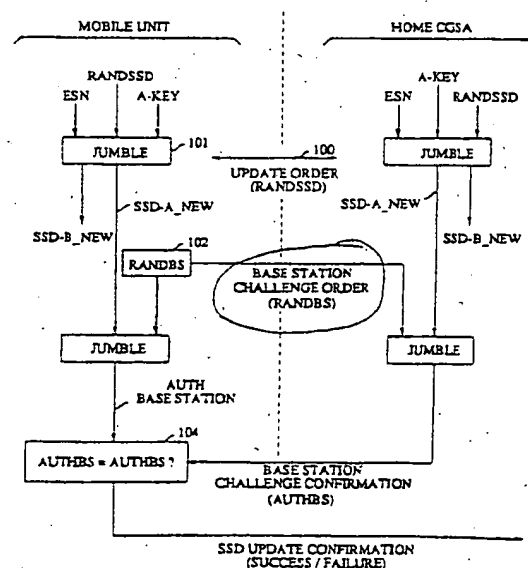 MOBILE UNIT
HOME CGSA
RANDSSD
ESN
A-KEY
JUMBLE
101
100
UPDATE ORDER
(RANDSSD)
A-KEY
ESN
RANDSSD
JUMBLE
SSD-A_NEW
SSD-B_NEW
SSD-A_NEW
SSD-B_NEW
102
RANDBS
BASE STATION
CHALLENGE ORDER
(RANDBS)
JUMBLE
JUMBLE
AUTH
BASE STATION
104
AUTHBS = AUTHBS ?
BASE STATION
CHALLENGE CONFIRMATION
(AUTHBS)
SSD UPDATE CONFIRMATION
(SUCCESS / FAILURE)